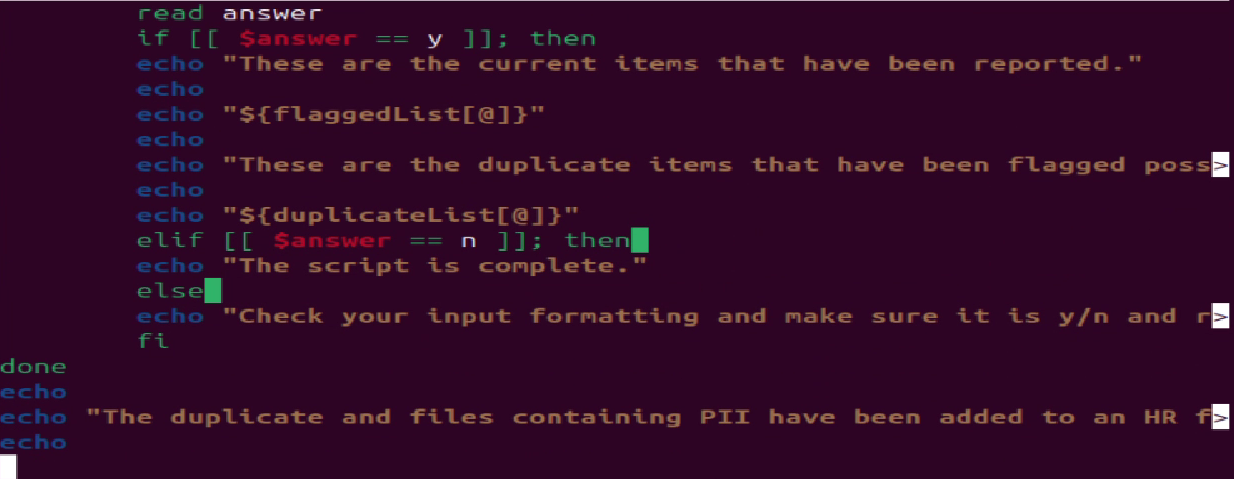 read answer
if [[ $answer == y ]]; then
echo "These are the current items that have been reported."
echo
echo "${flaggedList[@]}"
echo
echo "These are the duplicate items that have been flagged poss>
echo
echo "${duplicateList[@]}"
elif [[ $answer == n ]]; then
echo "The script is complete."
else
echo "Check your input formatting and make sure it is y/n and r>
fi
done
echo
echo "The duplicate and files containing PII have been added to an HR f>
echo